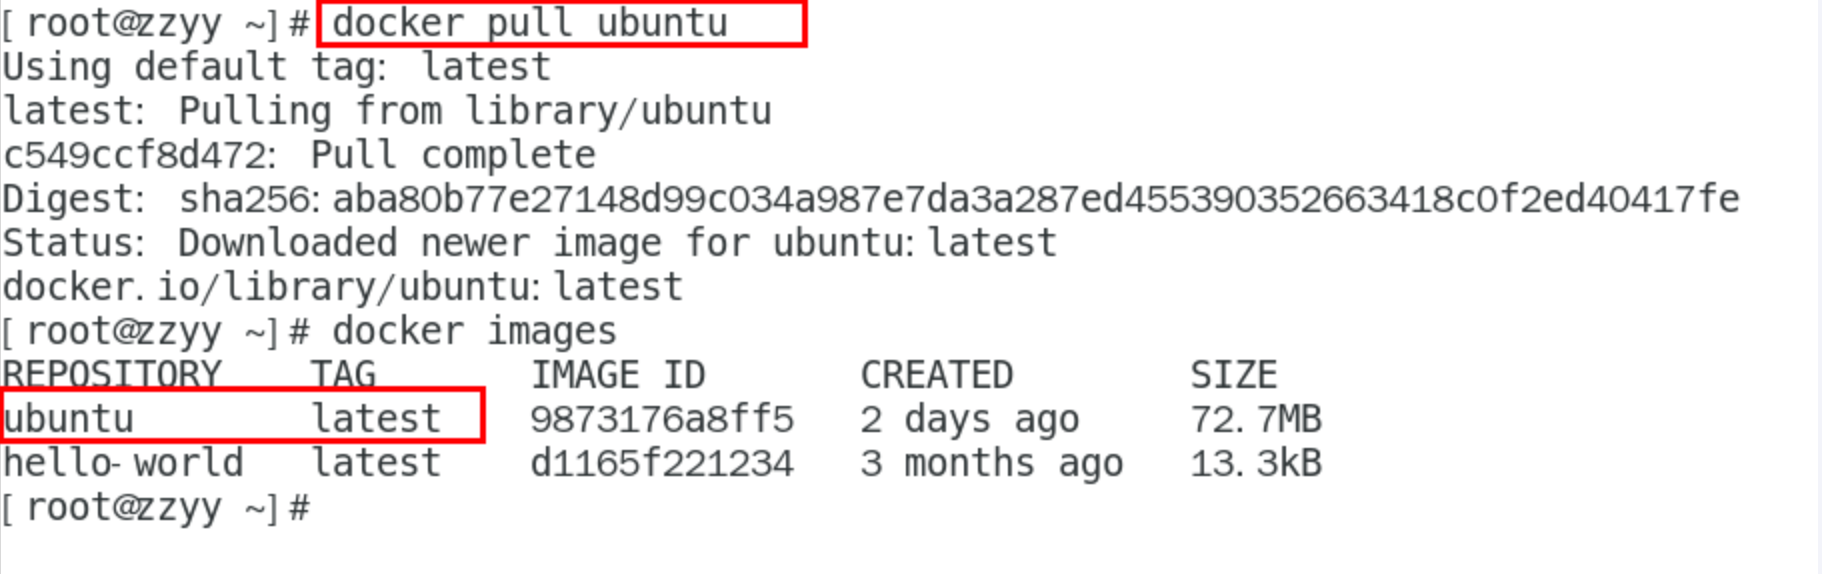 [root@zzyy ~]# docker pull ubuntu
Using default tag: latest
latest: Pulling from library/ubuntu
c549ccf8d472: Pull complete
Digest: sha256:aba80b77e27148d99c034a987e7da3a287ed455390352663418c0f2ed40417fe
Status: Downloaded newer image for ubuntu:latest
docker.io/library/ubuntu:latest
[root@zzyy ~]# docker images
REPOSITORY    TAG       IMAGE ID       CREATED        SIZE
ubuntu        latest    9873176a8ff5   2 days ago     72.7MB
hello-world   latest    d1165f221234   3 months ago   13.3kB
[root@zzyy ~]#